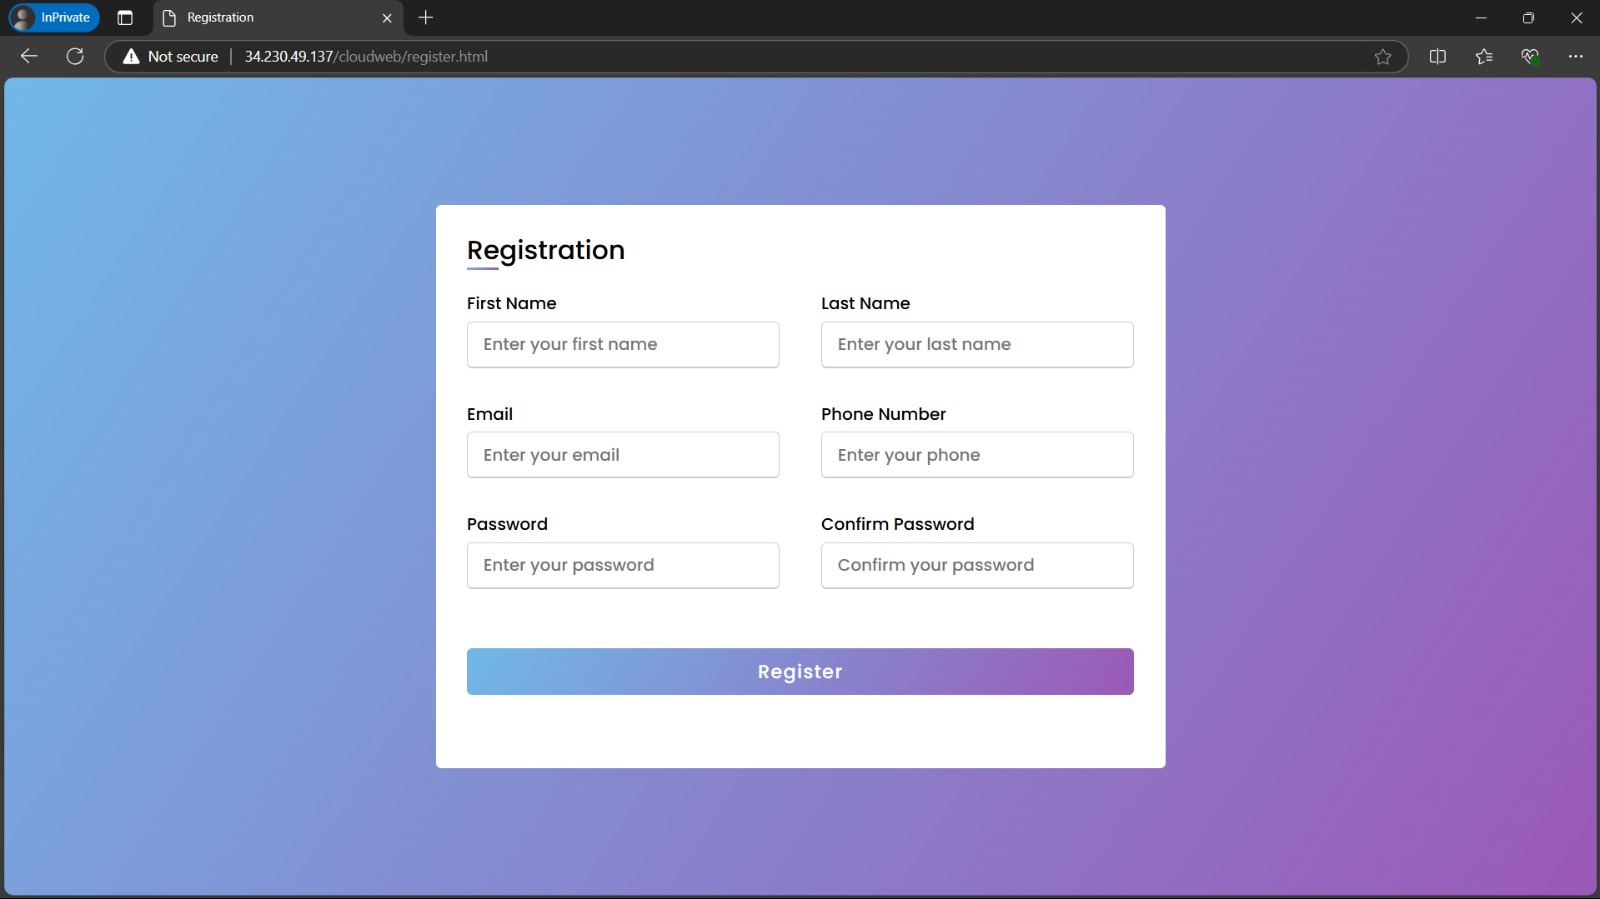 InPrivate
Registration
Not secure
34.230.49.137/cloudweb/register.html
Registration
First Name
Last Name
Enter your first name
Enter your last name
Email
Phone Number
Enter your email
Enter your phone
Password
Confirm Password
Enter your password
Confirm your password
Register